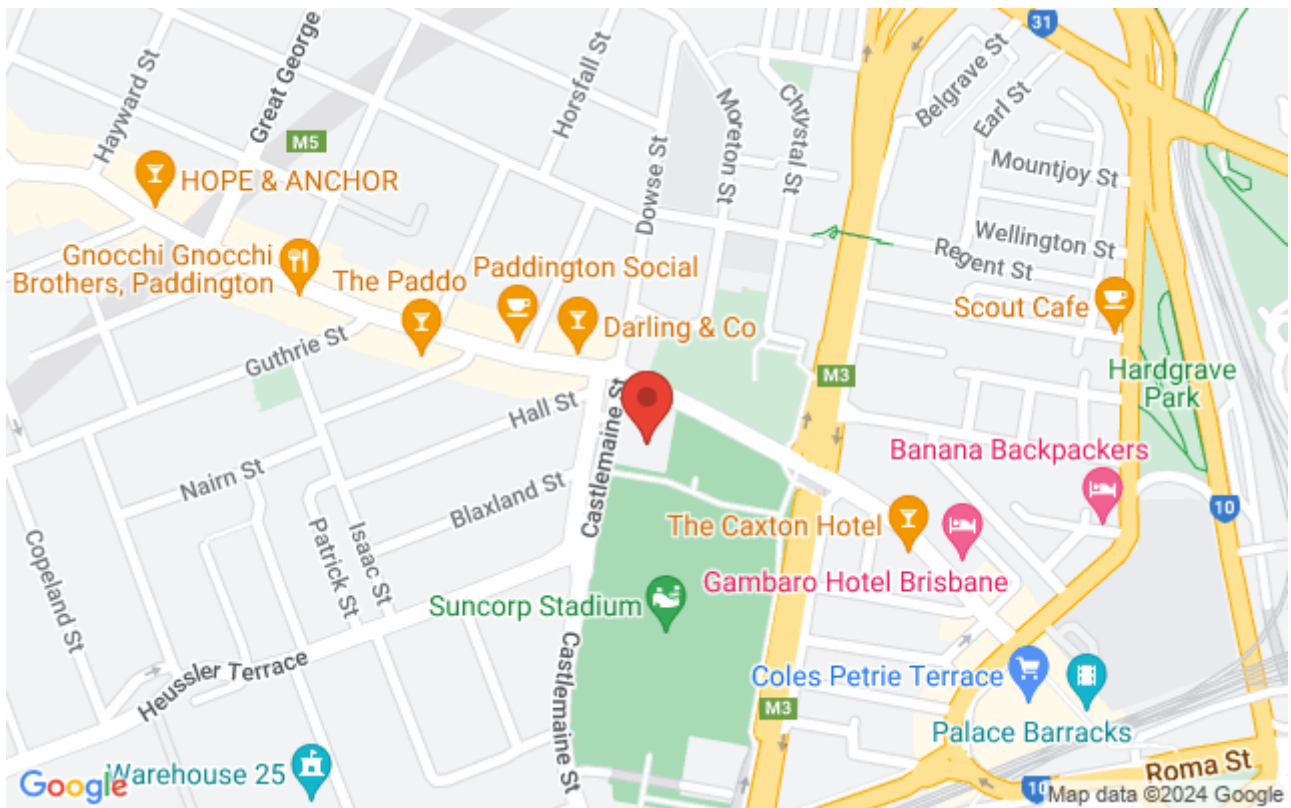 31
Belgrave St
Earl St
Hayward St
Great George
Horsfall St
Moreton St
Chrystal St
M5
Mountjoy St
HOPE & ANCHOR
Dowse St
Wellington St
Regent St
Gnocchi Gnocchi
Brothers, Paddington
The Paddo
Paddington Social
Scout Cafe
Darling & Co
Guthrie St
M3
Hardgrave
Park
Castlemaine St
Hall St
Banana Backpackers
Nairn St
Blaxland St
10
The Caxton Hotel
Copeland St
Patrick St
Isaac St
Gambaro Hotel Brisbane
Suncorp Stadium
Heussler Terrace
Castlemaine St
Coles Petrie Terrace
M3
Palace Barracks
Google
Warehouse 25
Roma St
10
Map data ©2024 Google